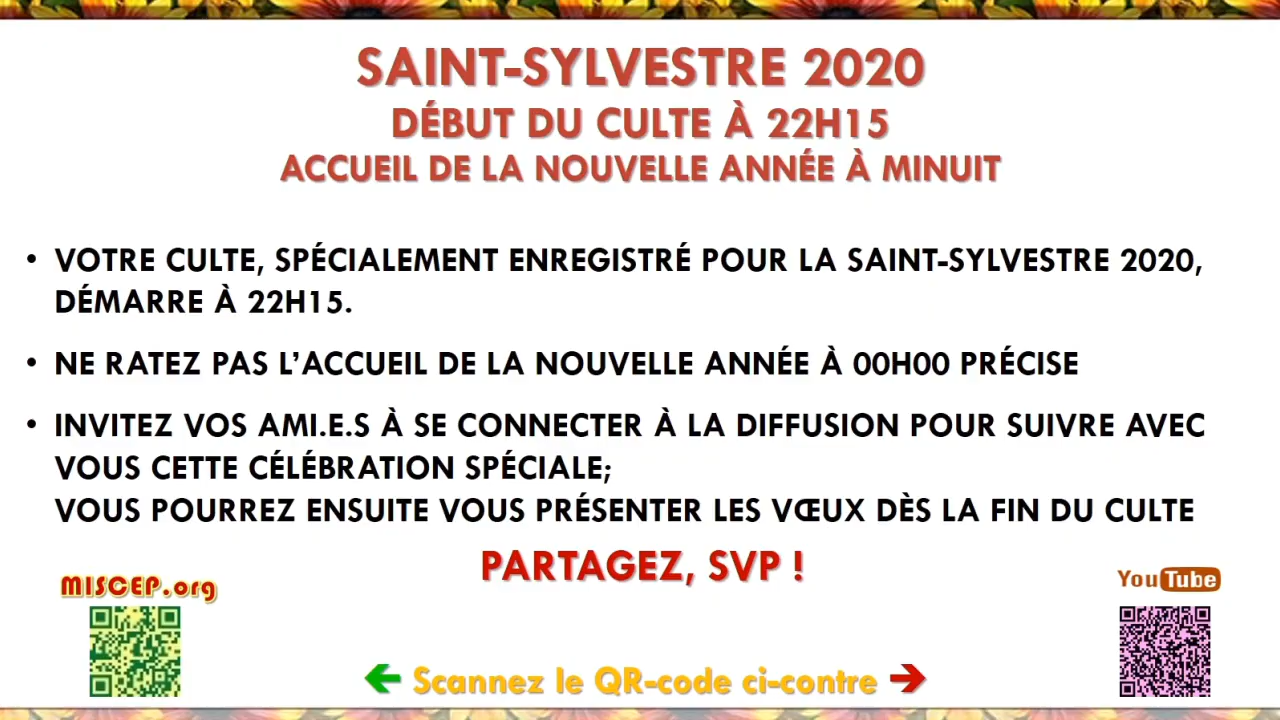 SAINT-SYLVESTRE 2020
DÉBUT DU CULTE À 22H15
ACCUEIL DE LA NOUVELLE ANNÉE À MINUIT
• VOTRE CULTE, SPÉCIALEMENT ENREGISTRÉ POUR LA SAINT-SYLVESTRE 2020,
DÉMARRE À 22H15.
• NE RATEZ PAS L’ACCUEIL DE LA NOUVELLE ANNÉE À 00H00 PRÉCISE
• INVITEZ VOS AMI.E.S À SE CONNECTER À LA DIFFUSION POUR SUIVRE AVEC
VOUS CETTE CÉLÉBRATION SPÉCIALE;
VOUS POURREZ ENSUITE VOUS PRÉSENTER LES VŒUX DÈS LA FIN DU CULTE
PARTAGEZ, SVP !
MISCEP.org
YouTube
← Scannez le QR-code ci-contre →